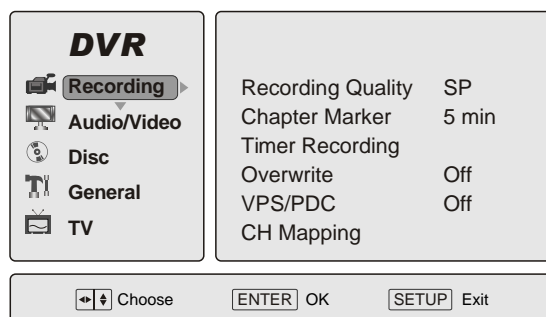 DVR
Recording
Audio/Video
Disc
General
TV
Recording Quality SP
Chapter Marker 5 min
Timer Recording
Overwrite Off
VPS/PDC Off
CH Mapping
Choose ENTER OK SETUP Exit